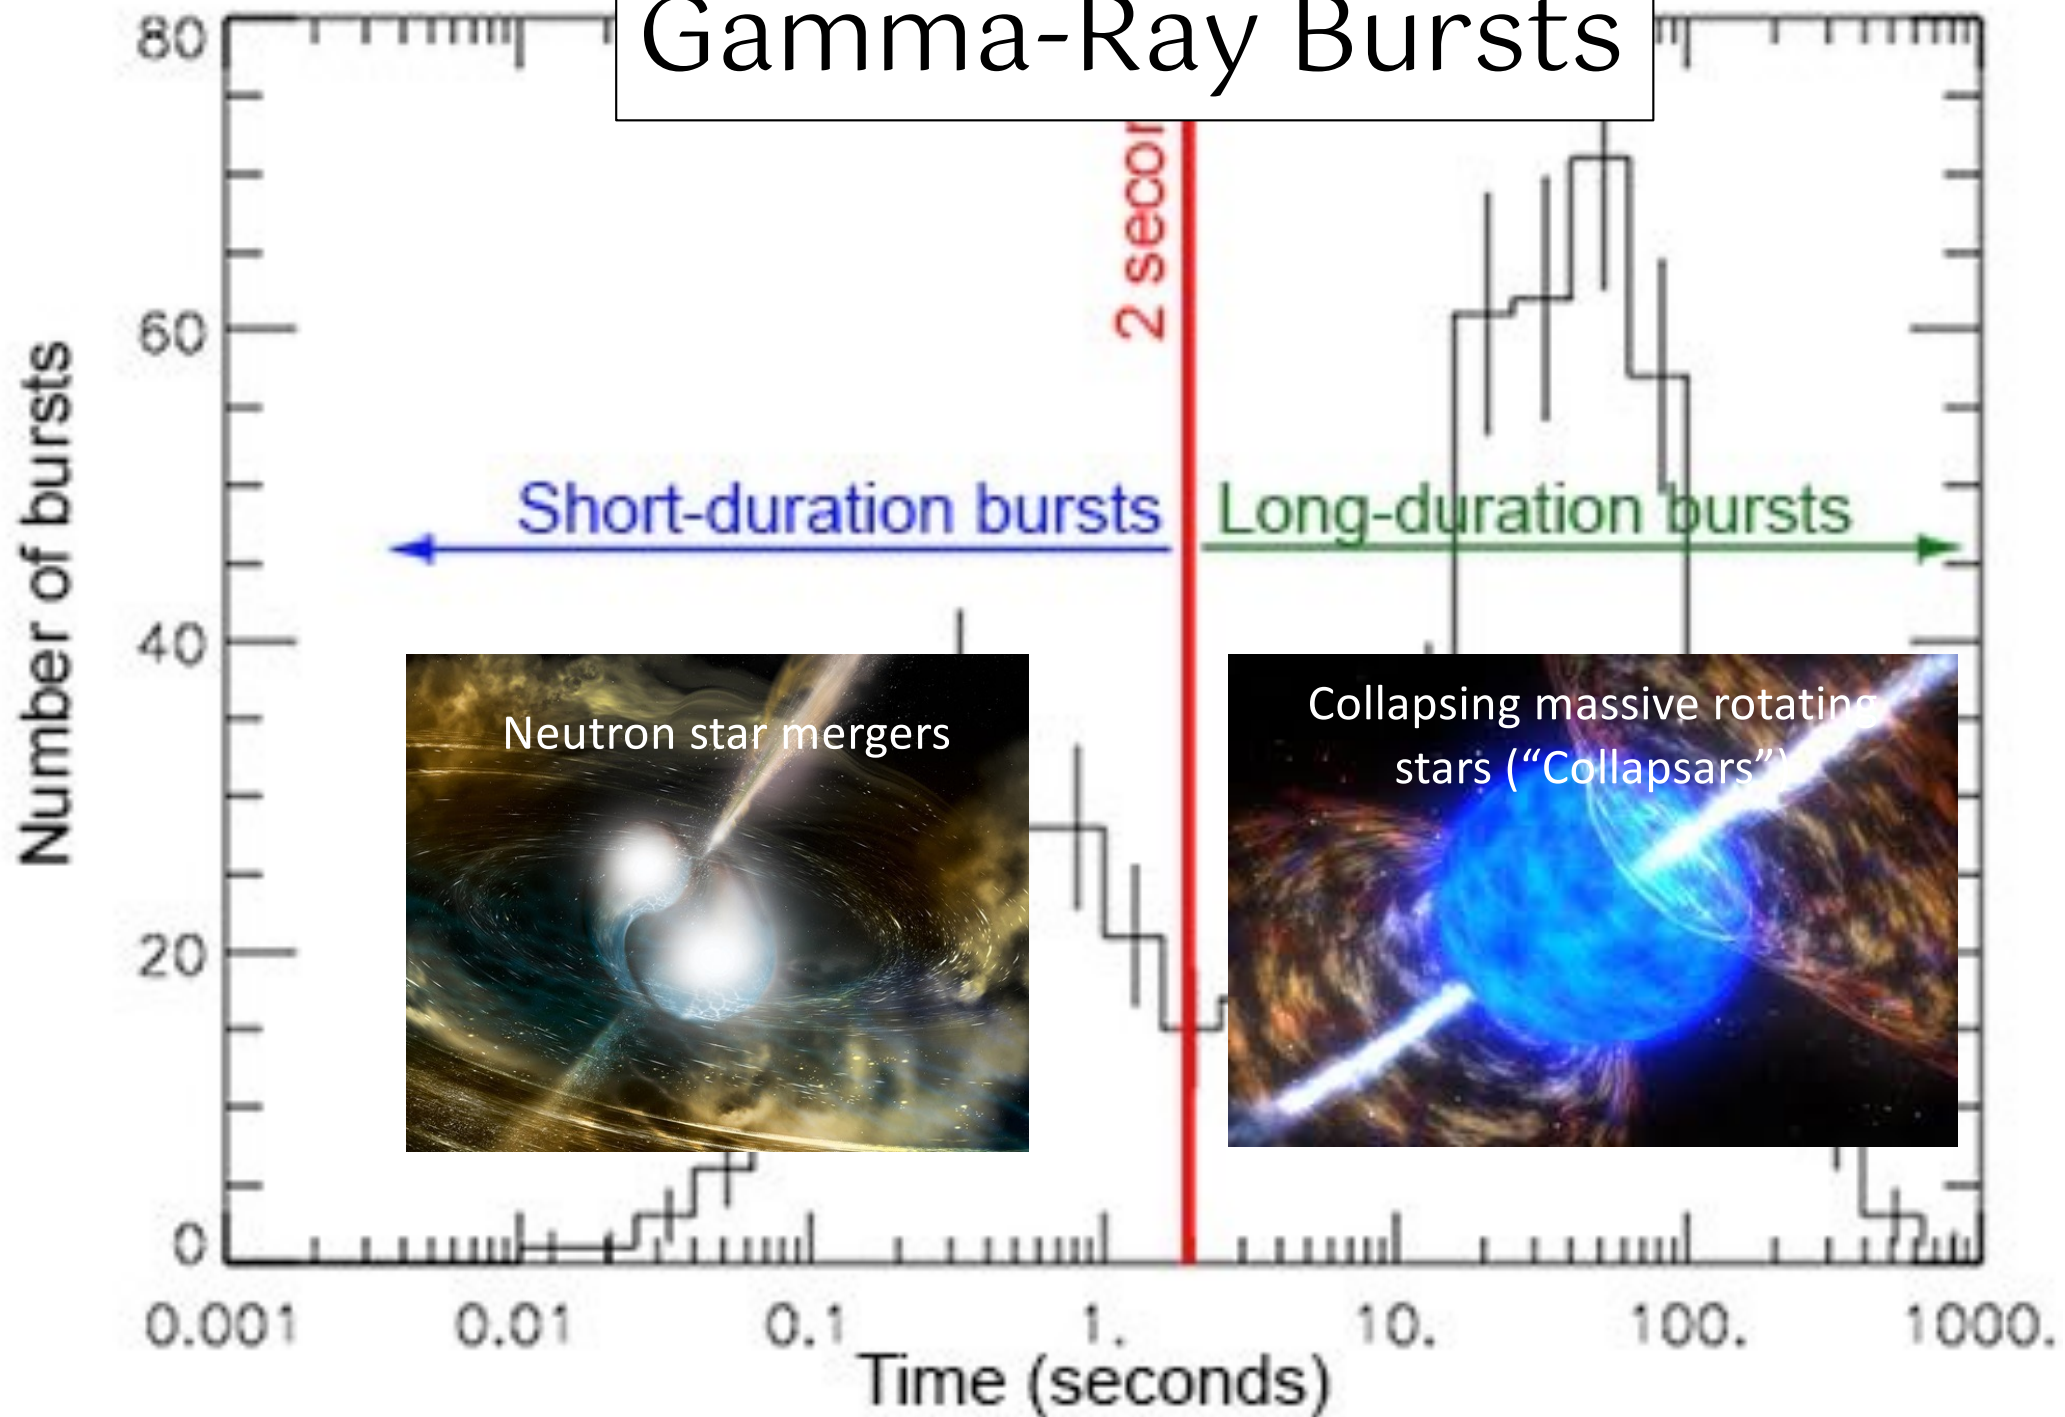 Gamma-Ray Bursts
80
60
40
20
0
Number of bursts
2
Short-duration bursts
Long-duration bursts
Neutron star mergers
Collapsing massive rotating
stars (“Collapsars”)
0.001 0.01 0.1 1. 10. 100. 1000.
Time (seconds)